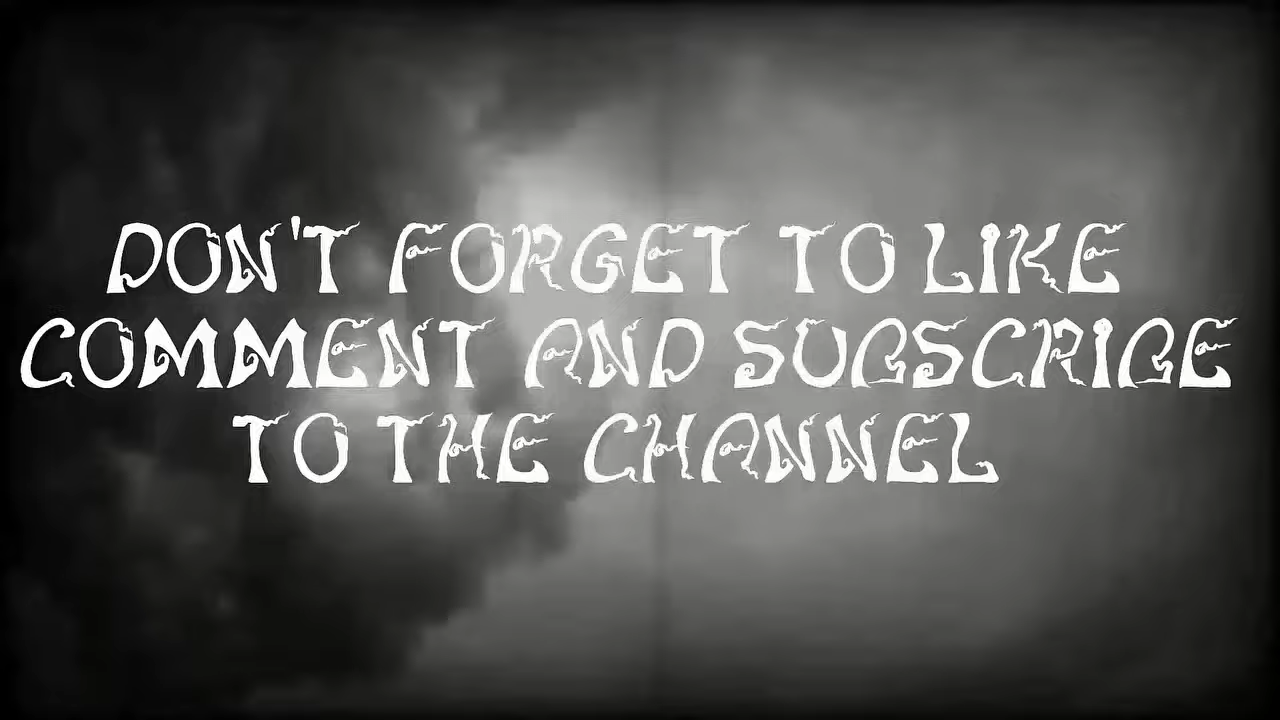 DON'T FORGET TO LIKE
COMMENT AND SUBSCRIBE
TO THE CHANNEL